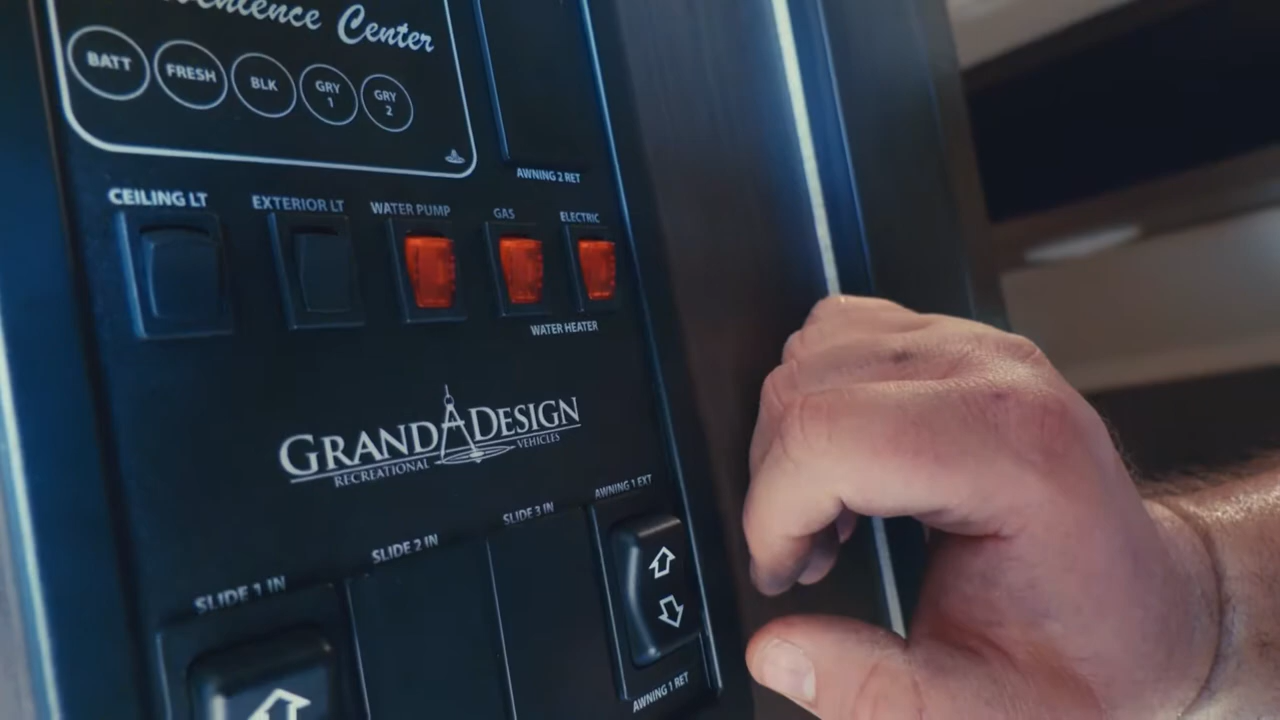 Center
BATT
FRESH
BLK
GRY
1
GRY
2
AWNING 2 RET
CEILING LT
EXTERIOR LT
WATER PUMP
GAS
ELECTRIC
WATER HEATER
GRAND DESIGN
RECREATIONAL VEHICLES
AWNING 1 EXT
SLIDE 3 IN
SLIDE 2 IN
SLIDE 1 IN
AWNING 1 RET